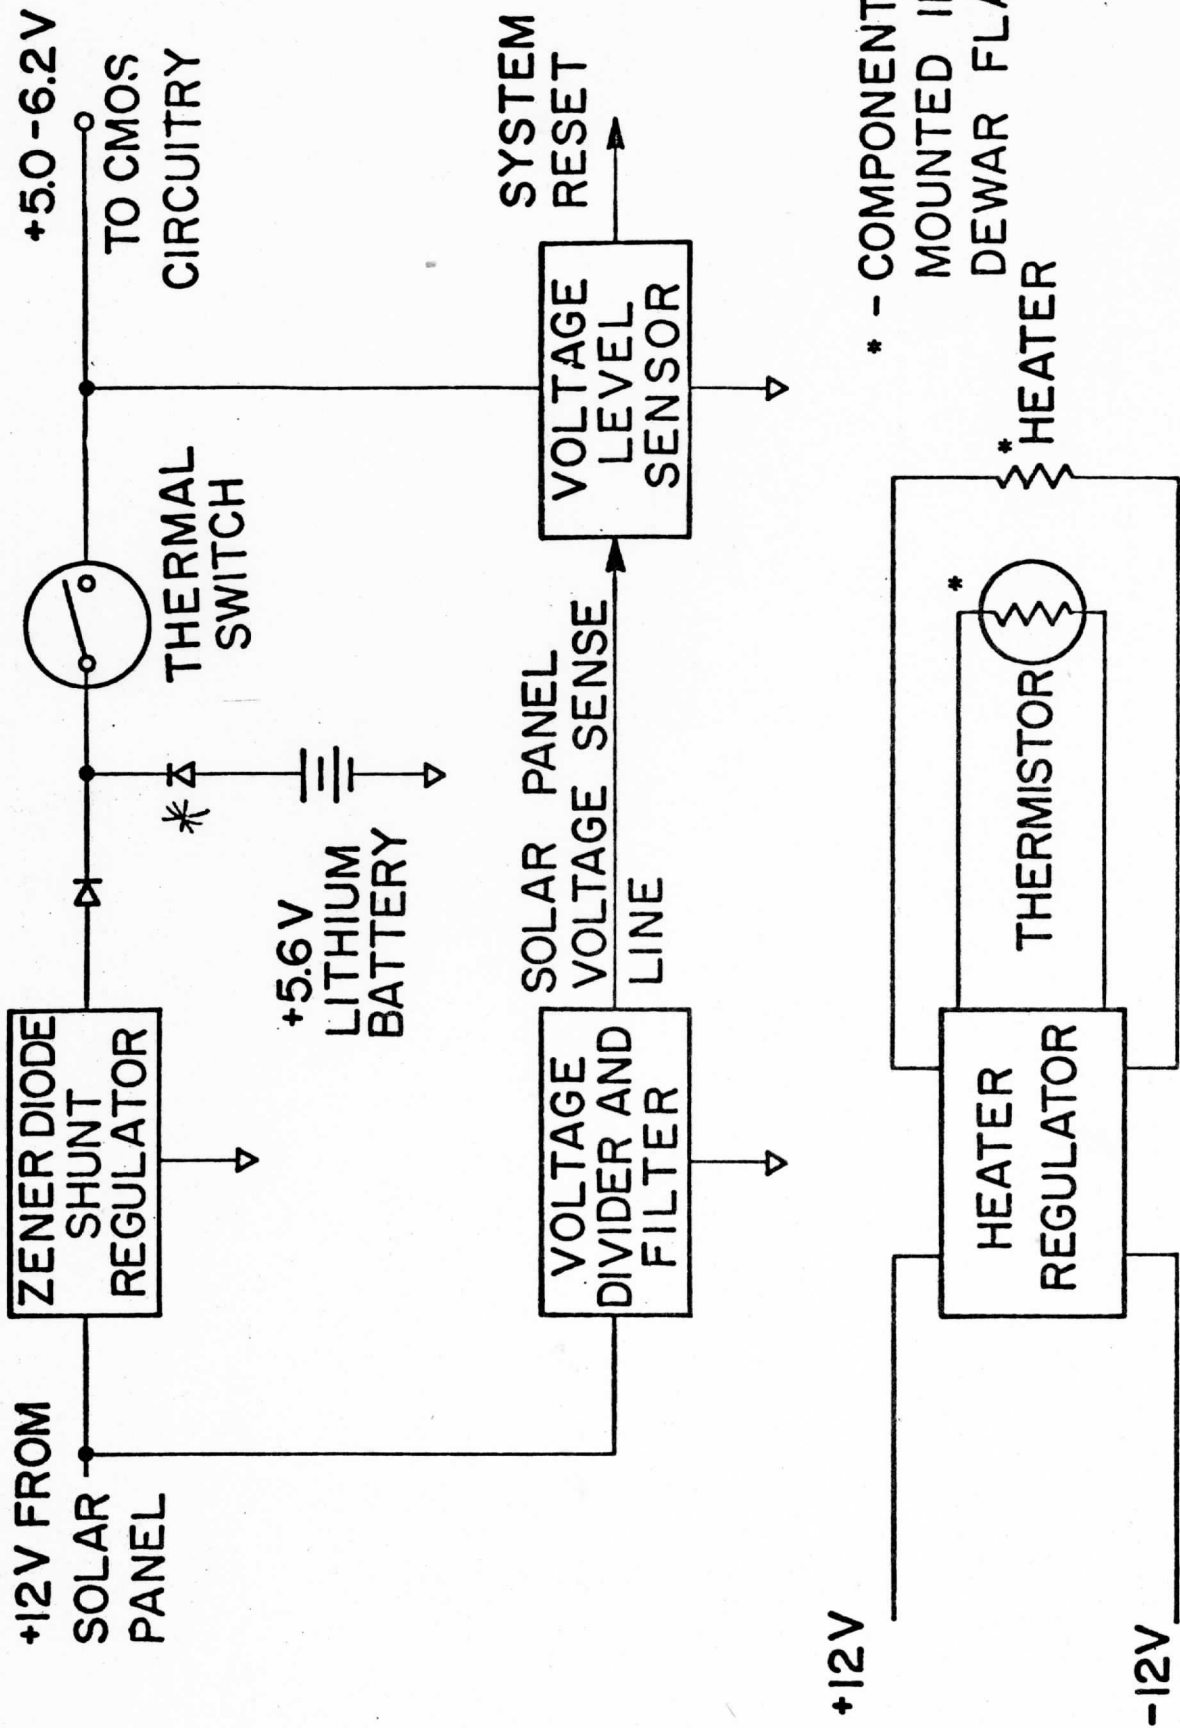 +12V FROM
SOLAR
PANEL
ZENER DIODE
SHUNT
REGULATOR
+5.6V
LITHIUM
BATTERY
*
THERMAL
SWITCH
+5.0-6.2V
TO CMOS
CIRCUITRY
VOLTAGE
DIVIDER AND
FILTER
SOLAR PANEL
VOLTAGE SENSE
LINE
VOLTAGE
LEVEL
SENSOR
SYSTEM
RESET
+12V
-12V
HEATER
REGULATOR
THERMISTOR
*
*
HEATER
* - COMPONENT
MOUNTED
DEWAR